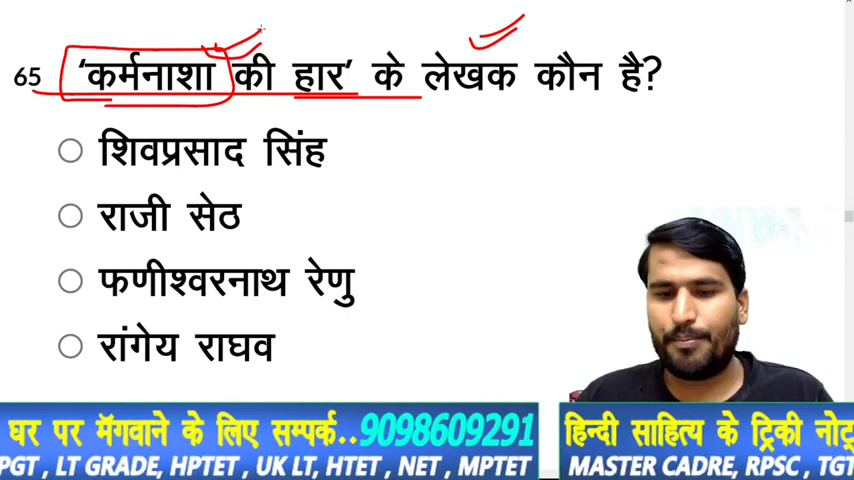 65 'कर्मनाशा की हार' के लेखक कौन है?
शिवप्रसाद सिंह
राजी सेठ
फणीश्वरनाथ रेणु
रांगेय राघव
घर पर मॅगवाने के लिए सम्पर्क..9098609291
हिन्दी साहित्य के ट्रिकी नोट्
PGT , LT GRADE, HPTET , UK LT, HTET , NET , MPTET
MASTER CADRE, RPSC , TGT